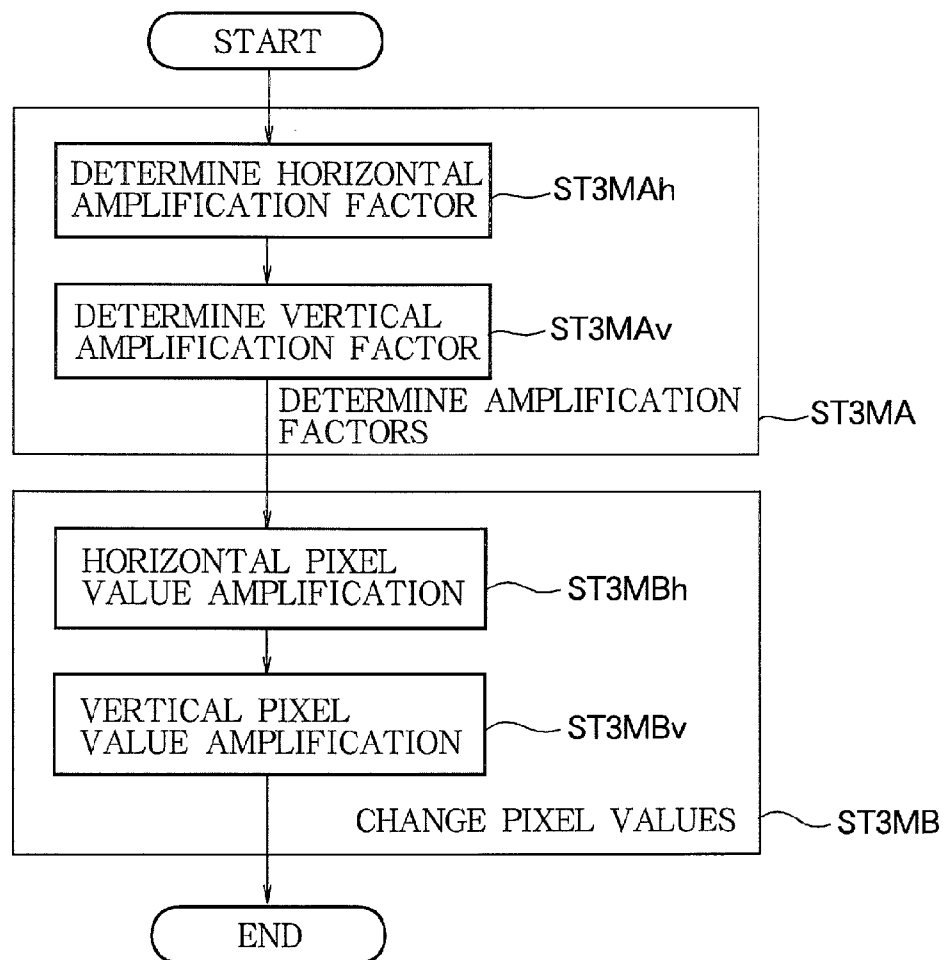 START
DETERMINE HORIZONTAL
AMPLIFICATION FACTOR
ST3MAh
DETERMINE VERTICAL
AMPLIFICATION FACTOR
ST3MAv
DETERMINE AMPLIFICATION
FACTORS
ST3MA
HORIZONTAL PIXEL
VALUE AMPLIFICATION
ST3MBh
VERTICAL PIXEL
VALUE AMPLIFICATION
ST3MBv
CHANGE PIXEL VALUES
ST3MB
END